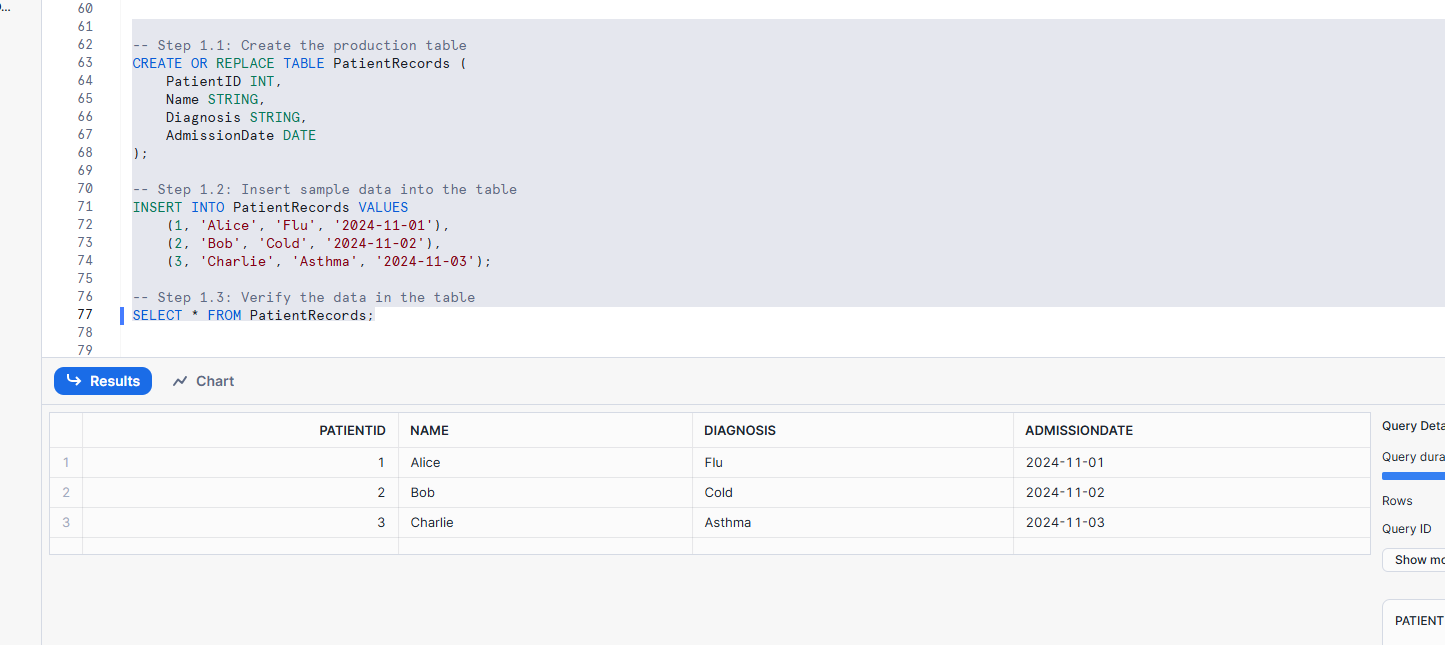 60
61
62 -- Step 1.1: Create the production table
63 CREATE OR REPLACE TABLE PatientRecords (
64 PatientID INT,
65 Name STRING,
66 Diagnosis STRING,
67 AdmissionDate DATE
68 );
69
70 -- Step 1.2: Insert sample data into the table
71 INSERT INTO PatientRecords VALUES
72 (1, 'Alice', 'Flu', '2024-11-01'),
73 (2, 'Bob', 'Cold', '2024-11-02'),
74 (3, 'Charlie', 'Asthma', '2024-11-03');
75
76 -- Step 1.3: Verify the data in the table
77 SELECT * FROM PatientRecords;
78
79
Results Chart
PATIENTID NAME DIAGNOSIS ADMISSIONDATE
1 1 Alice Flu 2024-11-01
2 2 Bob Cold 2024-11-02
3 3 Charlie Asthma 2024-11-03
Query Deta
Query dura
Rows
Query ID
Show mo
PATIENT